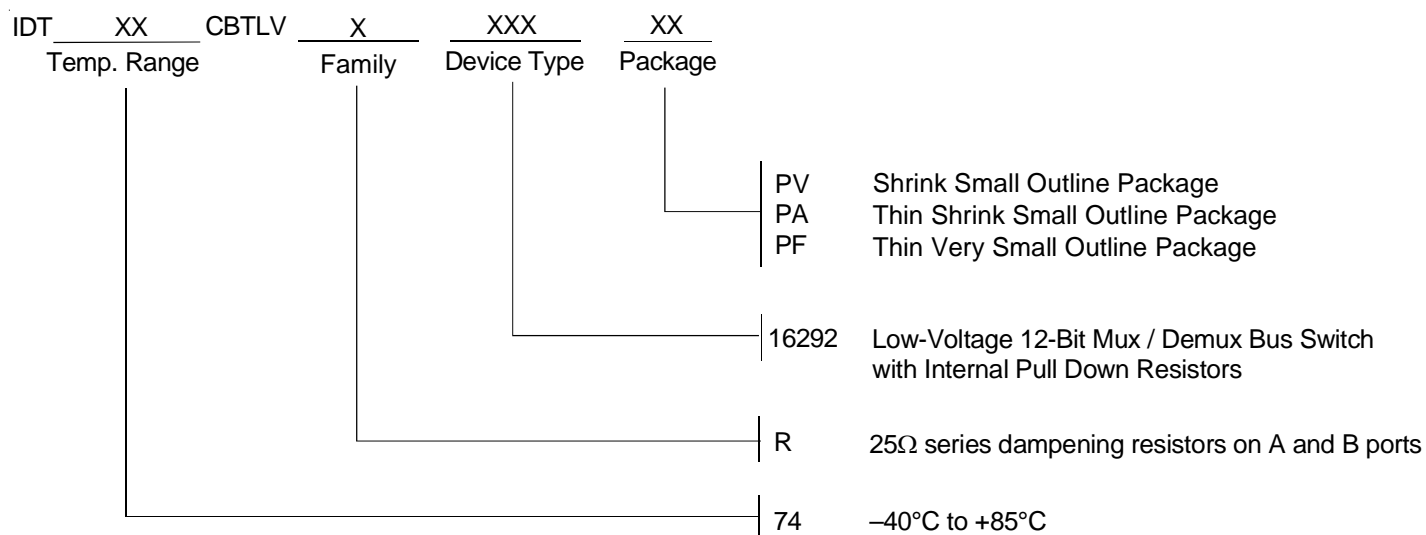 IDT XX CBTLV X XXX XX
Temp. Range Family Device Type Package
PV Shrink Small Outline Package
PA Thin Shrink Small Outline Package
PF Thin Very Small Outline Package
16292 Low-Voltage 12-Bit Mux / Demux Bus Switch
with Internal Pull Down Resistors
R 25Ω series dampening resistors on A and B ports
74 –40°C to +85°C